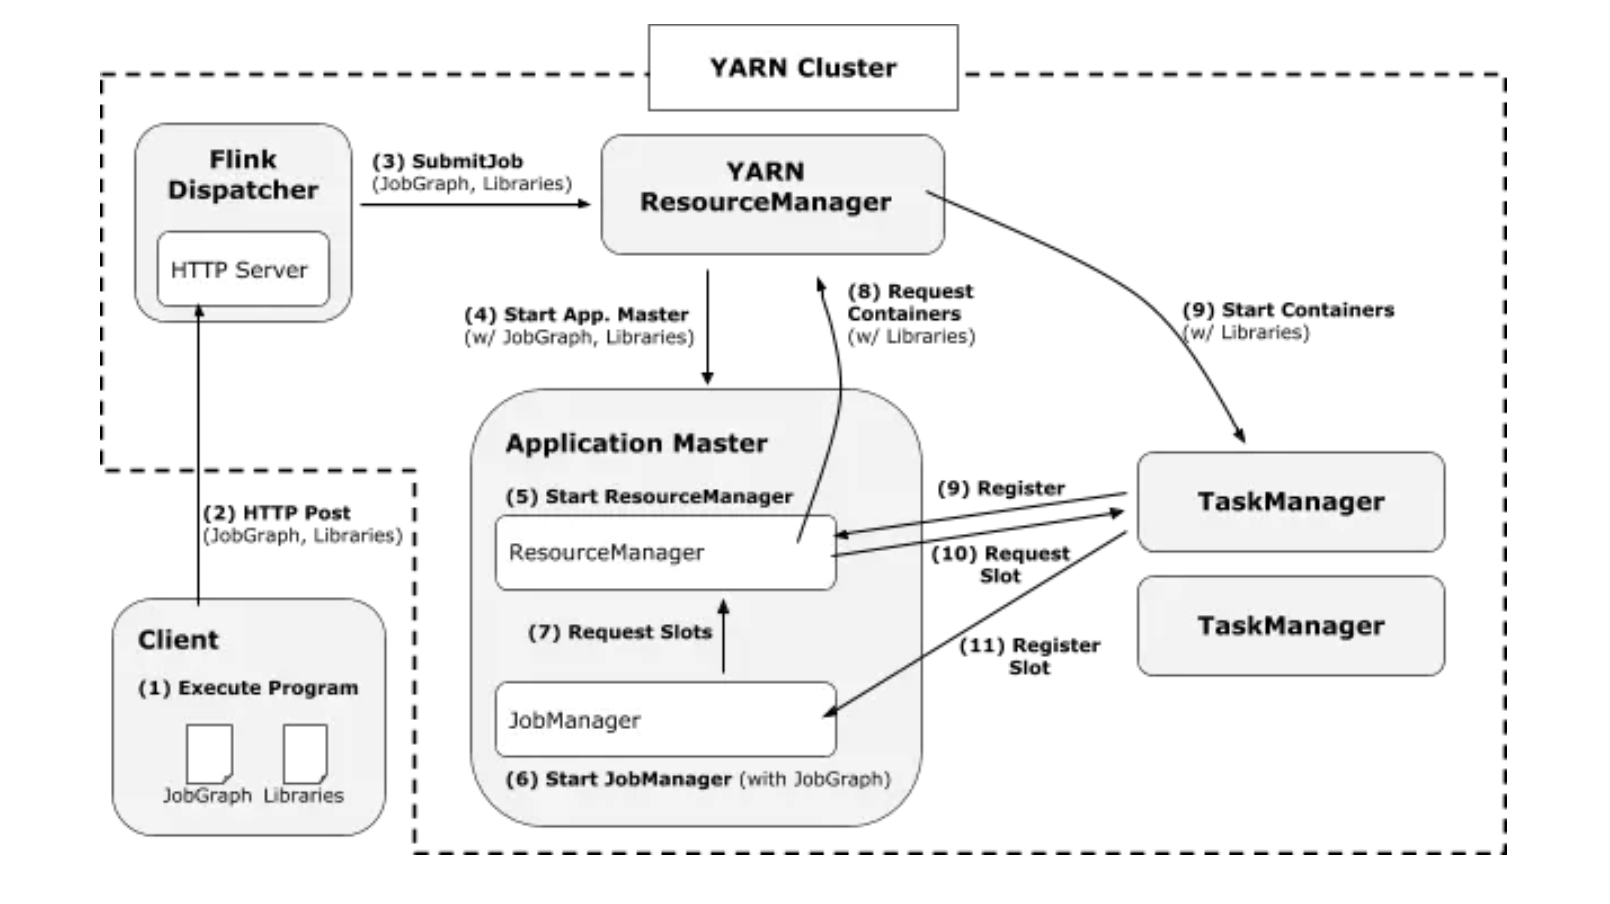 YARN Cluster
Flink
Dispatcher
HTTP Server
(3) SubmitJob
(JobGraph, Libraries)
YARN
ResourceManager
(4) Start App. Master
(w/ JobGraph, Libraries)
(8) Request
Containers
(w/ Libraries)
(9) Start Containers
(w/ Libraries)
(2) HTTP Post
(JobGraph, Libraries)
Client
(1) Execute Program
JobGraph Libraries
Application Master
(5) Start ResourceManager
ResourceManager
(7) Request Slots
JobManager
(6) Start JobManager (with JobGraph)
(9) Register
(10) Request
Slot
(11) Register
Slot
TaskManager
TaskManager